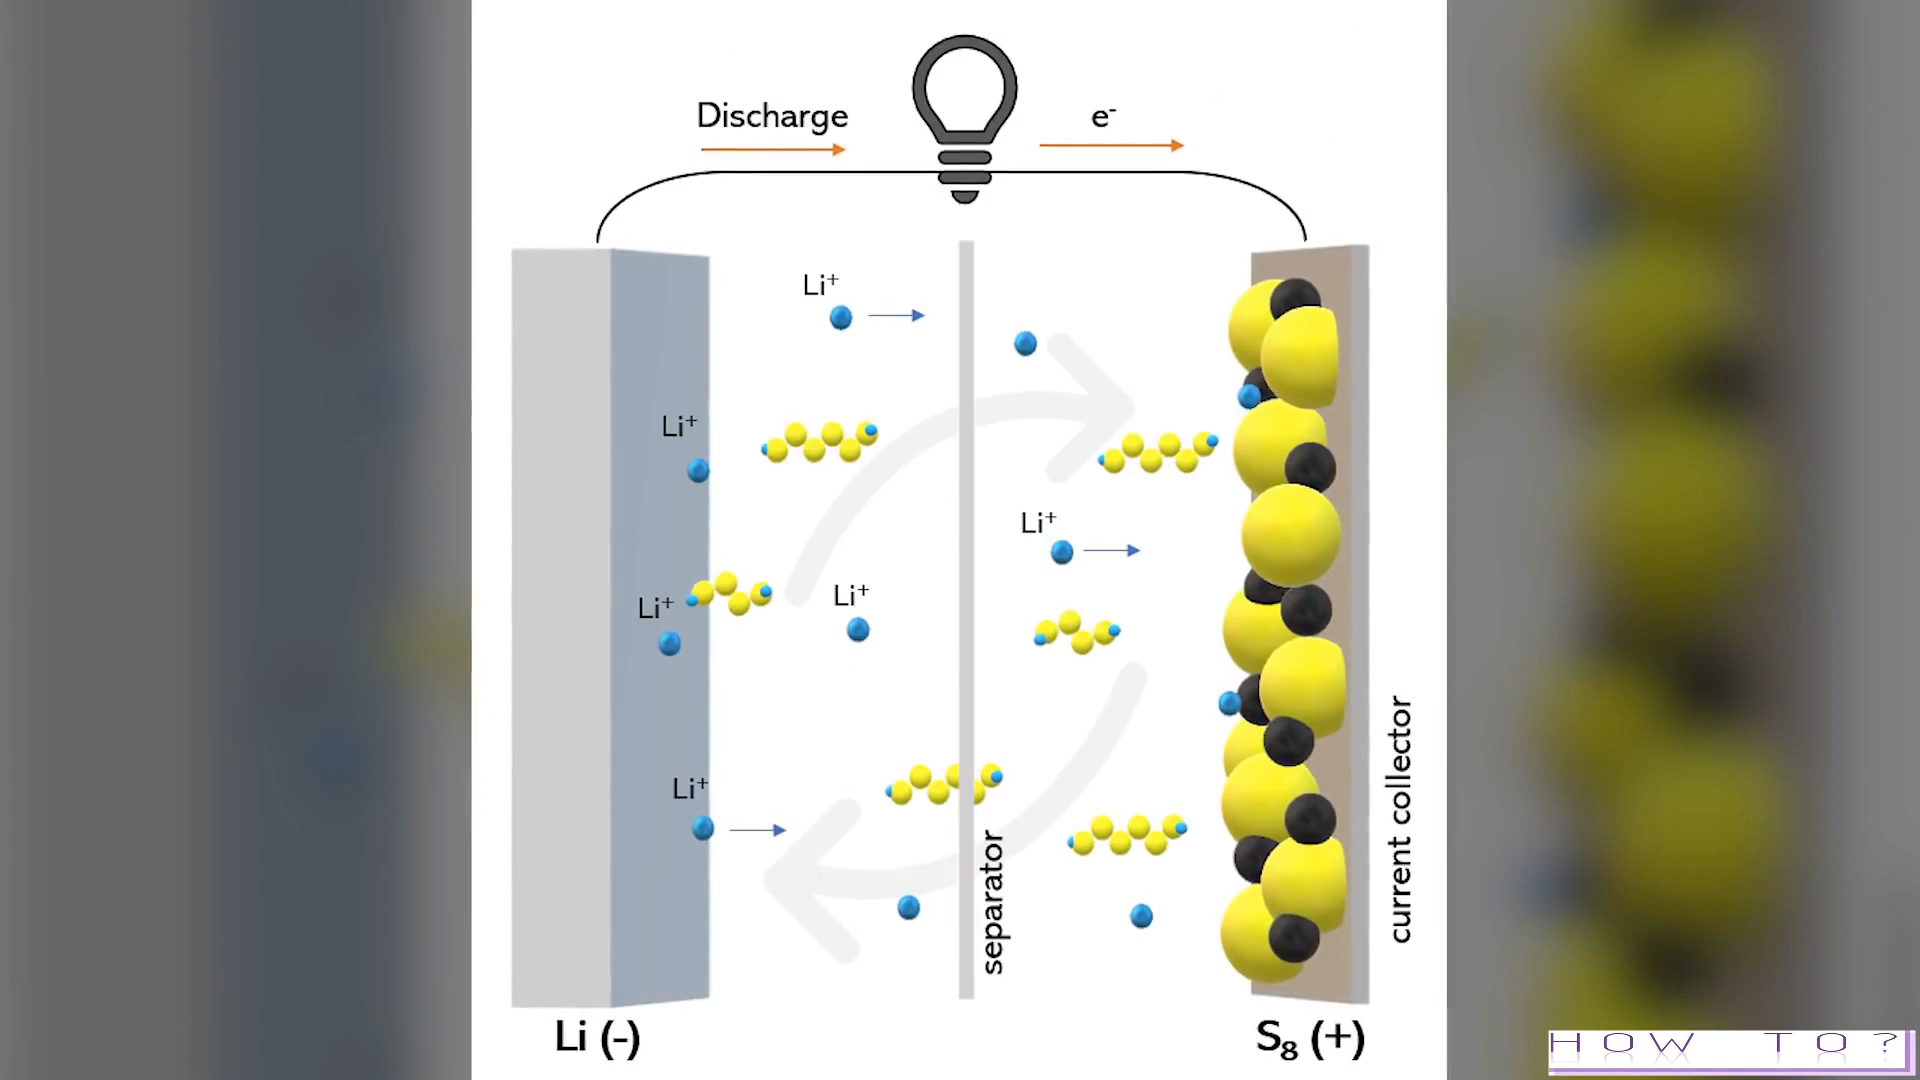 Discharge
e⁻
Li⁺
Li⁺
Li⁺
Li⁺
Li⁺
Li⁺
separator
current collector
Li (-)
S₈ (+)
HOW TO?